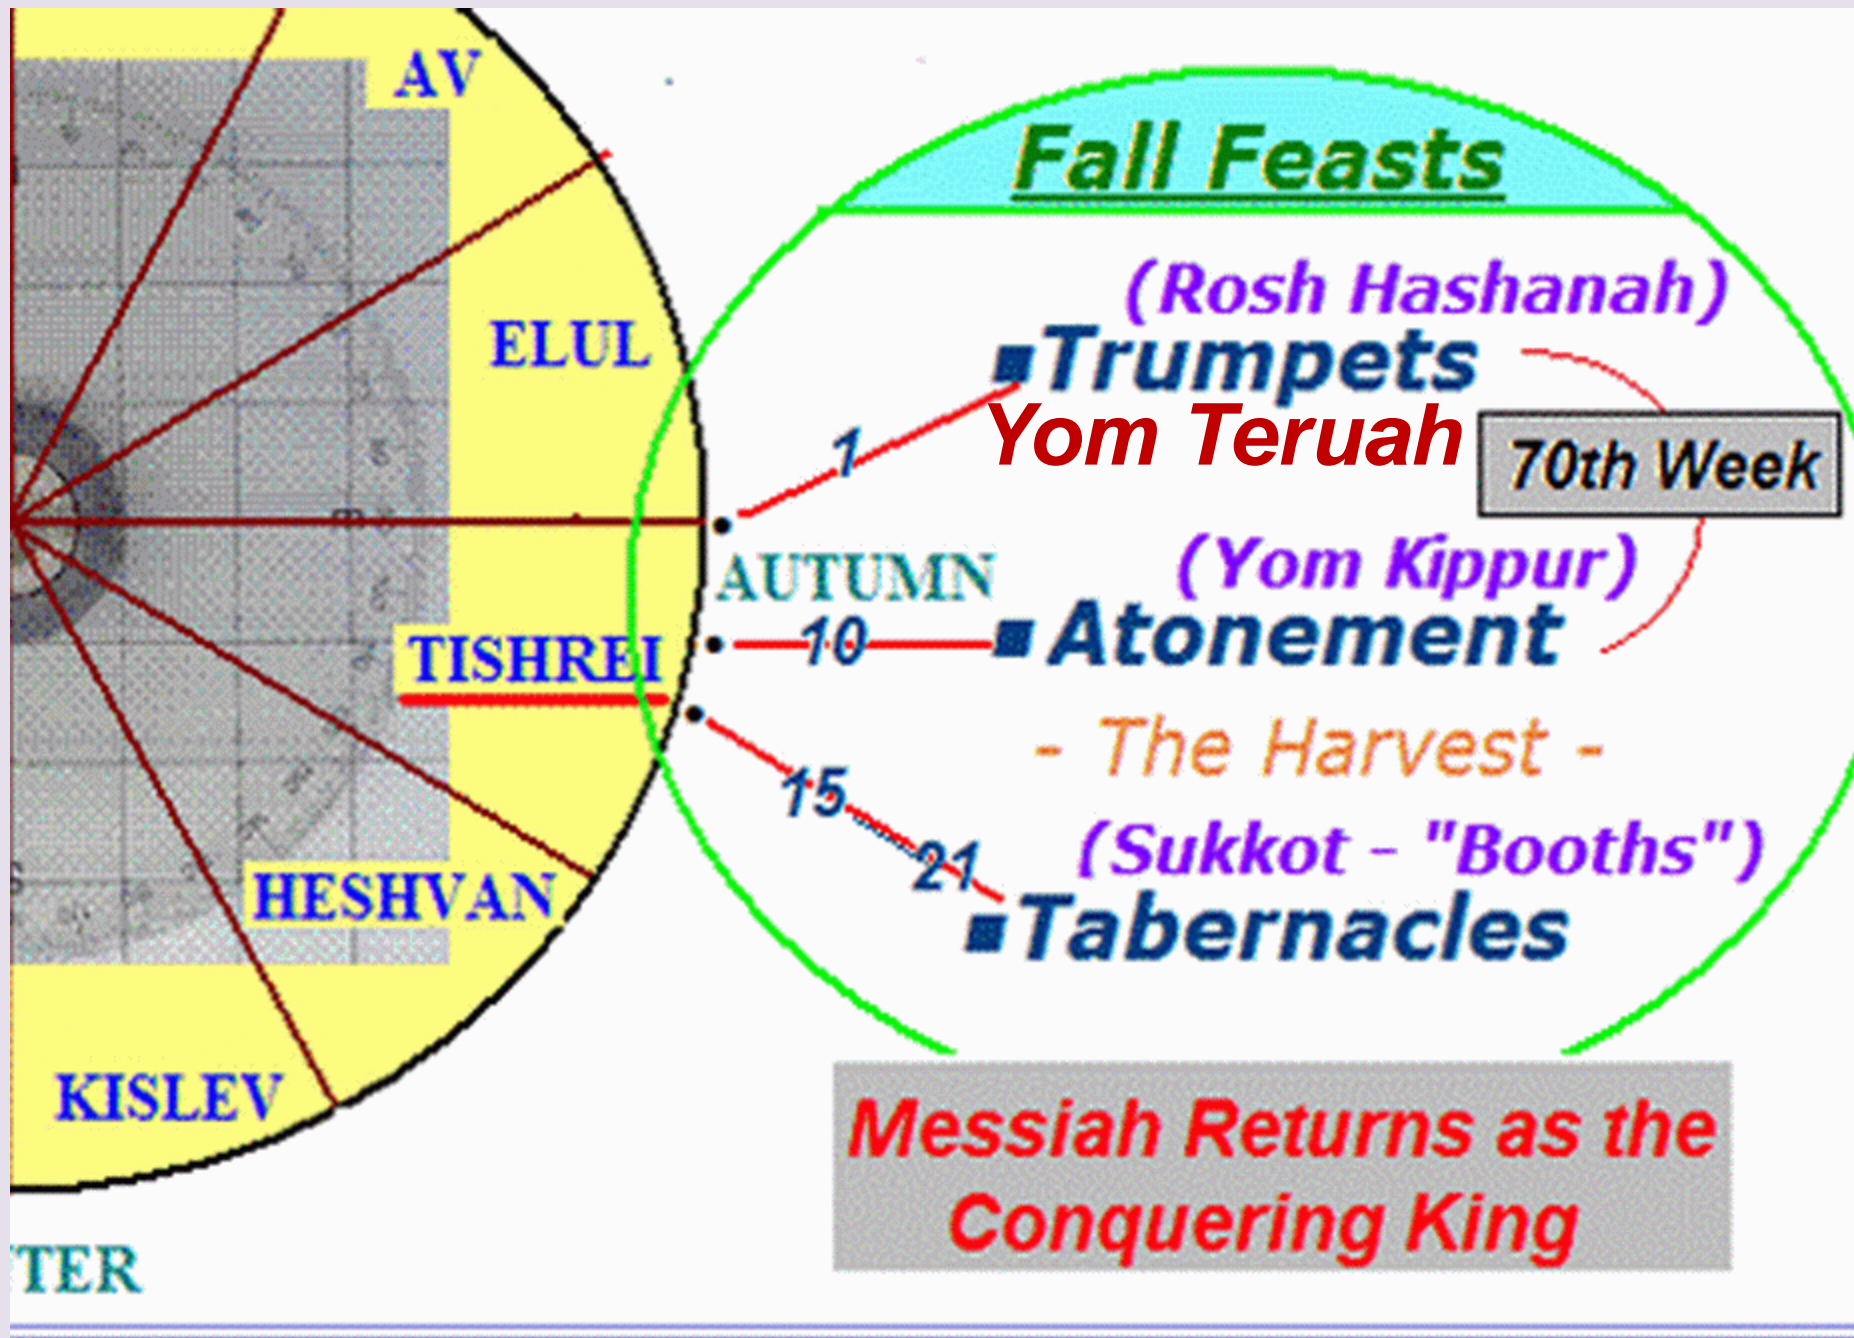 AV
ELUL
TISHREI
HESHVAN
KISLEV
TER
AUTUMN
Fall Feasts
(Rosh Hashanah)
▪Trumpets
Yom Teruah
1
70th Week
(Yom Kippur)
10
▪Atonement
- The Harvest -
15
21
(Sukkot - "Booths")
▪Tabernacles
Messiah Returns as the
Conquering King